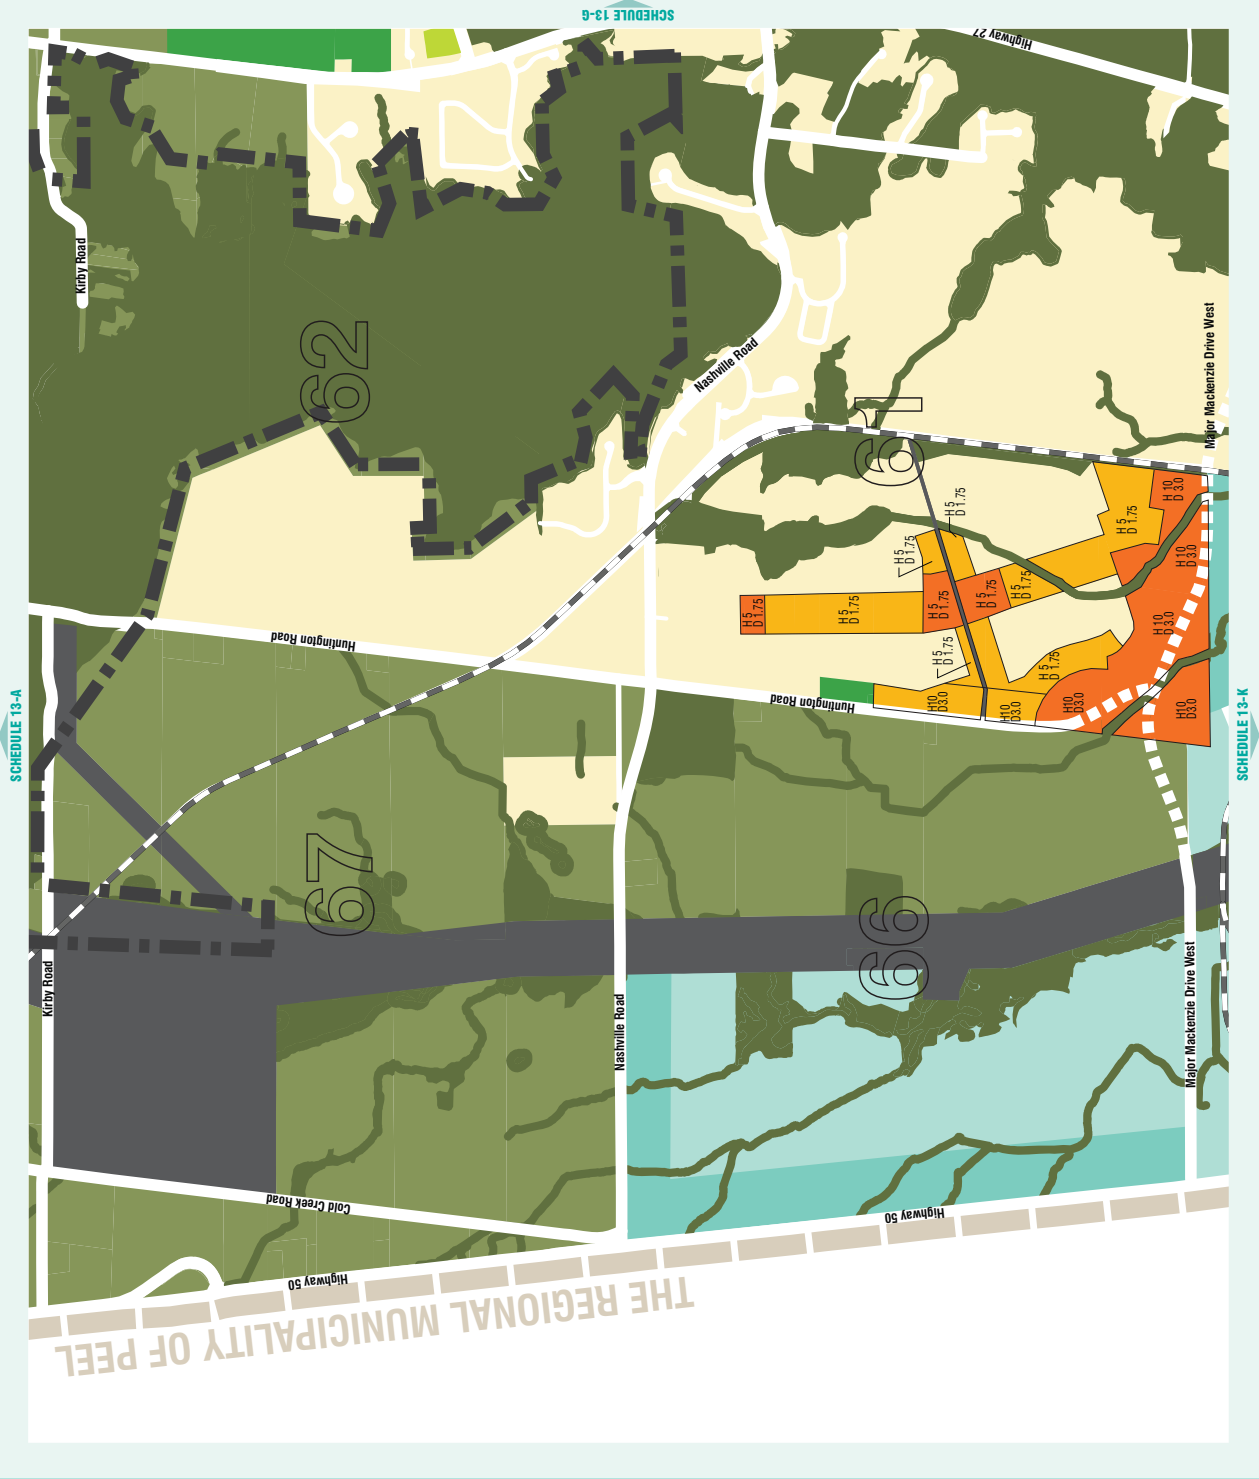 SCHEDULE 13-G
Highway 27
Kirby Road
62
Nashville Road
Major Mackenzie Drive West
61
H 5
D 1.75
H 10
D 3.0
H 5
D 1.75
H 5
D 1.75
H 10
D 3.0
H 5
D 1.75
H 5
D 1.75
H 5
D 1.75
H 5
D 1.75
H 5
D 1.75
H 5
D 1.75
H 10
D 3.0
Huntington Road
H 5
D 1.75
H 5
D 1.75
Huntington Road
H10
D3.0
H10
D3.0
H10
D3.0
H10
D3.0
SCHEDULE 13-A
SCHEDULE 13-K
67
66
Kirby Road
Nashville Road
Major Mackenzie Drive West
Cold Creek Road
Highway 50
Highway 50
THE REGIONAL MUNICIPALITY OF PEEL